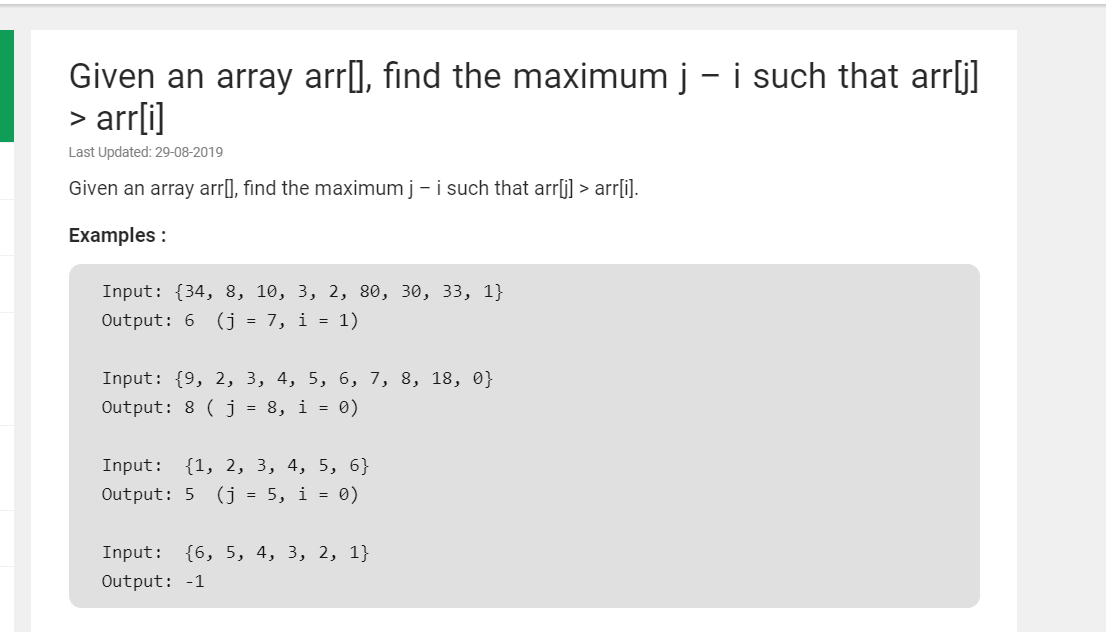 Given an array arr[], find the maximum j – i such that arr[j]
> arr[i]
Last Updated: 29-08-2019
Given an array arr[], find the maximum j – i such that arr[j] > arr[i].
Examples :
Input: {34, 8, 10, 3, 2, 80, 30, 33, 1}
Output: 6  (j = 7, i = 1)
Input: {9, 2, 3, 4, 5, 6, 7, 8, 18, 0}
Output: 8 ( j = 8, i = 0)
Input:  {1, 2, 3, 4, 5, 6}
Output: 5  (j = 5, i = 0)
Input:  {6, 5, 4, 3, 2, 1}
Output: -1